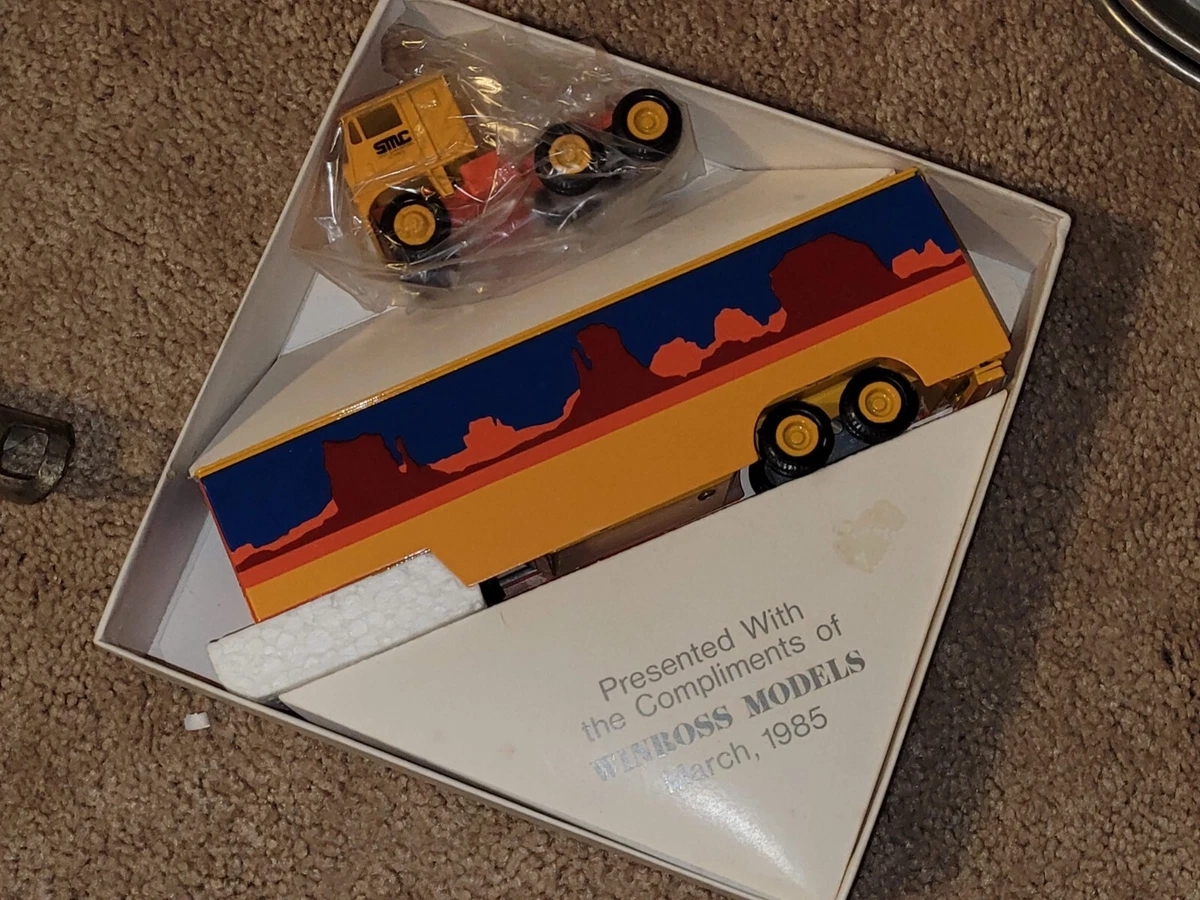 SMC
Presented With
the Compliments of
WINROSS MODELS
March, 1985